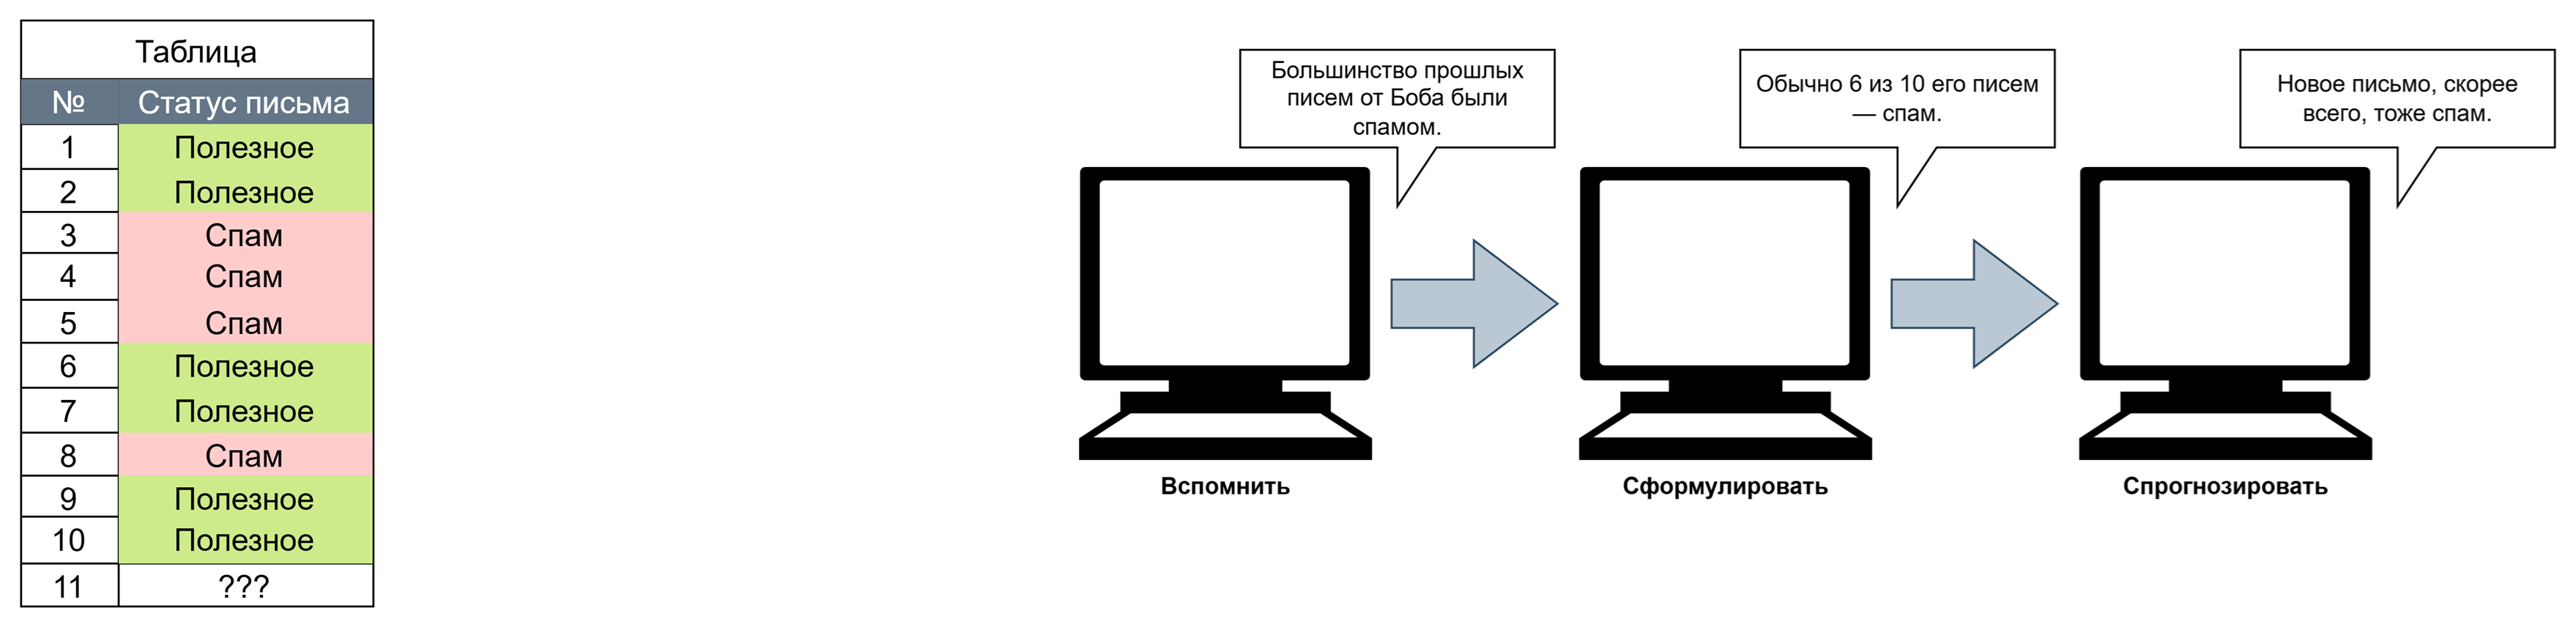 Таблица
№ Статус письма
1 Полезное
2 Полезное
3 Спам
4 Спам
5 Спам
6 Полезное
7 Полезное
8 Спам
9 Полезное
10 Полезное
11 ???
Большинство прошлых
писем от Боба были
спамом.
Вспомнить
Обычно 6 из 10 его писем
— спам.
Сформулировать
Новое письмо, скорее
всего, тоже спам.
Спрогнозировать